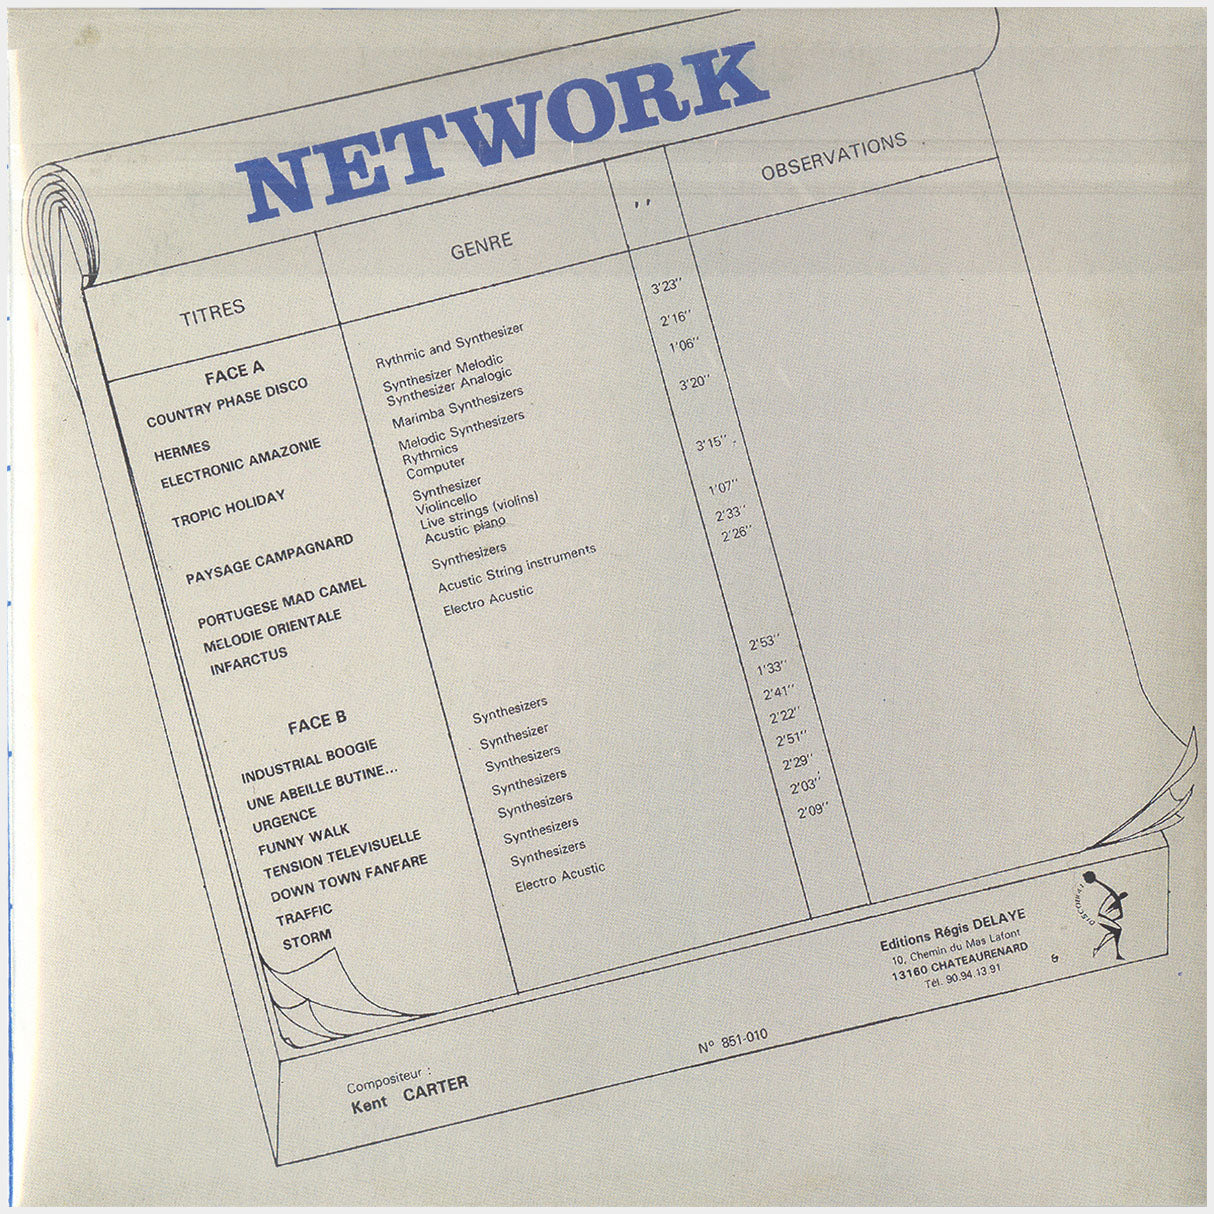 NETWORK
TITRES
GENRE
''
OBSERVATIONS
FACE A
COUNTRY PHASE DISCO
HERMES
ELECTRONIC AMAZONIE
TROPIC HOLIDAY
PAYSAGE CAMPAGNARD
PORTUGESE MAD CAMEL
MELODIE ORIENTALE
INFARCTUS
FACE B
INDUSTRIAL BOOGIE
UNE ABEILLE BUTINE...
URGENCE
FUNNY WALK
TENSION TELEVISUELLE
DOWN TOWN FANFARE
TRAFFIC
STORM
Rythmic and Synthesizer
Synthesizer Melodic
Synthesizer Analogic
Marimba Synthesizers
Melodic Synthesizers
Rythmics
Computer
Synthesizer
Violincello
Live strings (violins)
Acustic piano
Synthesizers
Acustic String instruments
Electro Acustic
Synthesizers
Synthesizer
Synthesizers
Synthesizers
Synthesizers
Synthesizers
Synthesizers
Electro Acustic
3'23''
2'16''
1'06''
3'20''
3'15''
1'07''
2'33''
2'26''
2'53''
1'33''
2'41''
2'22''
2'51''
2'29''
2'03''
2'09''
Compositeur :
Kent CARTER
Nº 851-010
Editions Régis DELAYE
10, Chemin du Mas Lafont
13160 CHATEAURENARD
Tél. 90.94.13.91
&